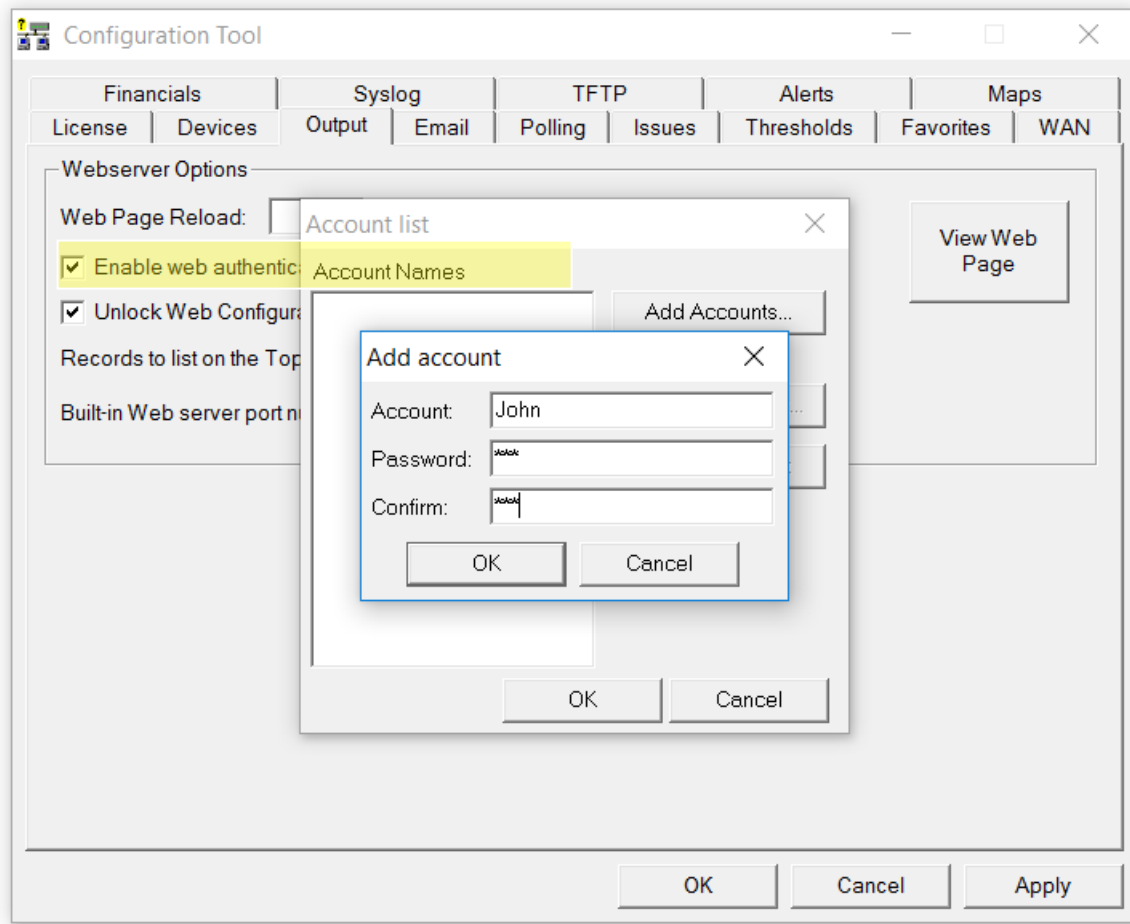 Configuration Tool
Financials Syslog TFTP Alerts Maps
License Devices Output Email Polling Issues Thresholds Favorites WAN
Webserver Options
Web Page Reload:
Account list
View Web
Page
Enable web authentica
Account Names
Unlock Web Configura
Add Accounts...
Records to list on the Top
Add account
Account: John
...
Built-in Web server port nu
Password: ****
Confirm: ****
OK Cancel
OK Cancel
OK Cancel Apply